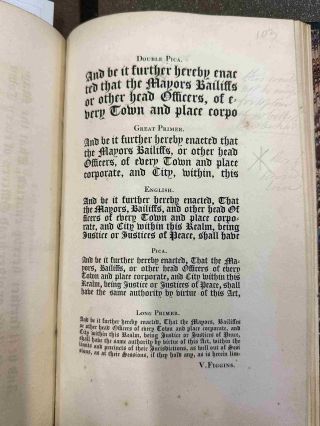 103
DOUBLE PICA.
And be it further hereby enac
ted that the Mayors Bailiffs
or other head Officers, of e-
very Town and place corpo
GREAT PRIMER.
And be it further hereby enacted that
the Mayors Bailiffs, or other head
Officers, of every Town and place
corporate, and City, within, this
ENGLISH.
And be it further hereby enacted, That the
Mayors, Bailiffs, and other head Of
ficers of every Town and place corpo-
rate, and City within this Realm, being
Justice or Justices of Peace, shall have
PICA.
And be it further hereby enacted, That the Ma-
yors, Bailiffs, or other head Officers of every
Town and place corporate, and City within this
Realm, being Justice or Justices of Peace, shall
have the same authority by virtue of this Act,
LONG PRIMER.
And be it further hereby enacted, That the Mayors, Bailiffs
or other head Officers of every Town and place corporate, and
City within this Realm, being Justice or Justices of Peace,
shall have the same authority by virtue of this Act, within the
limits and precincts of their Jurisdictions, as well out of Ses-
sions, as at their Sessions, if they hold any, as is herein lim-
V. FIGGINS.